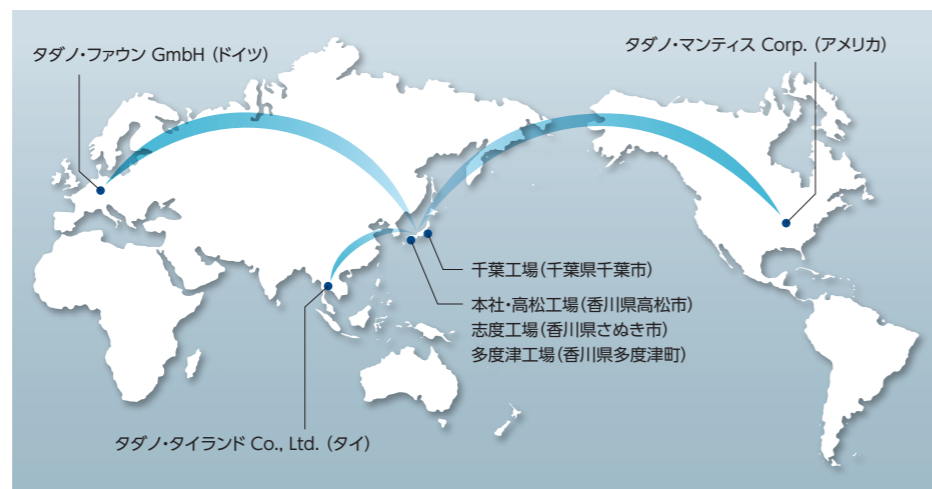 タダノ・ファウン GmbH (ドイツ)
タダノ・マンティス Corp. (アメリカ)
千葉工場(千葉県千葉市)
本社・高松工場(香川県高松市)
志度工場(香川県さぬき市)
多度津工場(香川県多度津町)
タダノ・タイランド Co., Ltd. (タイ)